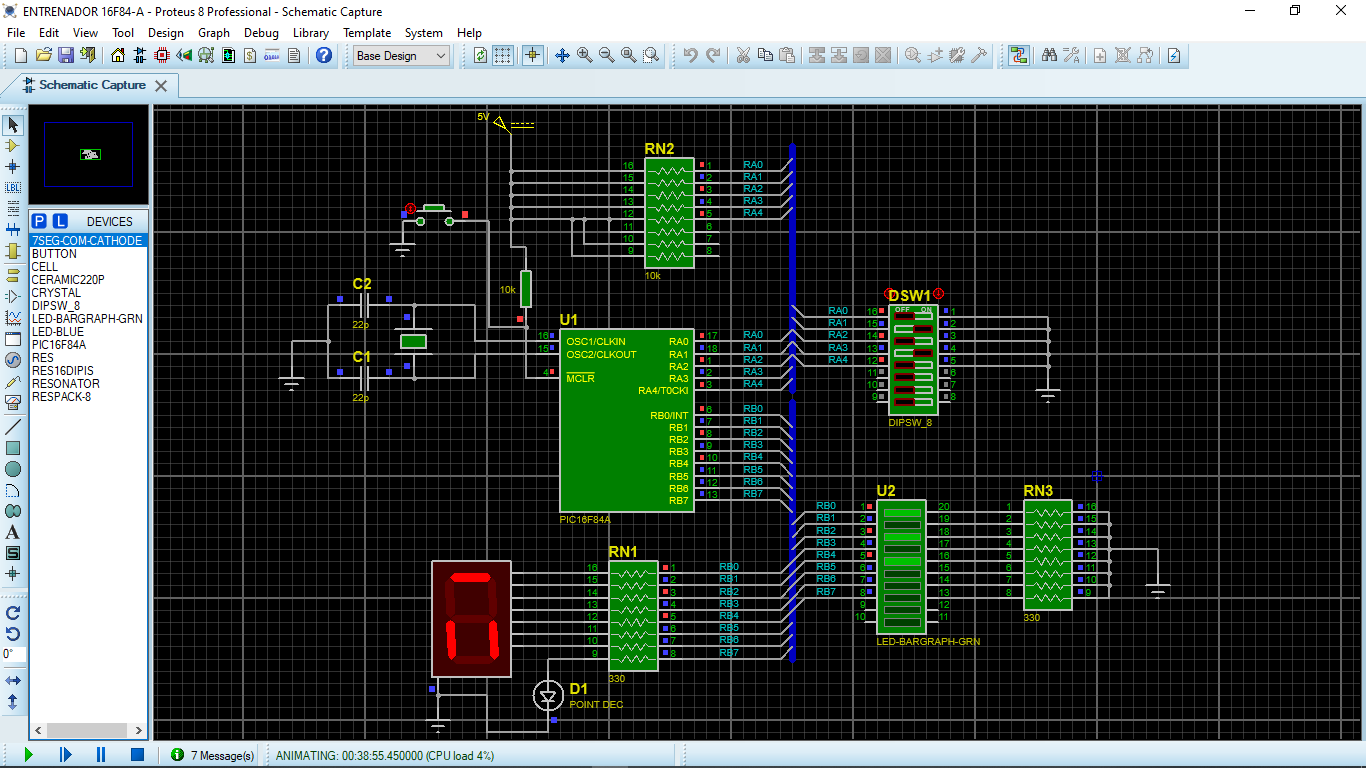 ENTRENADOR 16F84-A - Proteus 8 Professional - Schematic Capture
File Edit View Tool Design Graph Debug Library Template System Help
Base Design
Schematic Capture
P L DEVICES
7SEG-COM-CATHODE
BUTTON
CELL
CERAMIC220P
CRYSTAL
DIPSW_8
LED-BARGRAPH-GRN
LED-BLUE
PIC16F84A
RES
RES16DIPIS
RESONATOR
RESPACK-8
LBL
A
S
0°
5V
RN2
16 1 RA0
15 2 RA1
14 3 RA2
13 4 RA3
12 5 RA4
11 6
10 7
9 8
10k
10k
C2
22p
C1
22p
U1
16 OSC1/CLKIN RA0 17 RA0
15 OSC2/CLKOUT RA1 18 RA1
RA2 1 RA2
4 MCLR RA3 2 RA3
RA4/T0CKI 3 RA4
RB0/INT 6 RB0
RB1 7 RB1
RB2 8 RB2
RB3 9 RB3
RB4 10 RB4
RB5 11 RB5
RB6 12 RB6
RB7 13 RB7
PIC16F84A
DSW1
OFF ON
RA0 16 1
RA1 15 2
RA2 14 3
RA3 13 4
RA4 12 5
11 6
10 7
9 8
DIPSW_8
U2
RB0 1 20
RB1 2 19
RB2 3 18
RB3 4 17
RB4 5 16
RB5 6 15
RB6 7 14
RB7 8 13
9 12
10 11
LED-BARGRAPH-GRN
RN3
1 16
2 15
3 14
4 13
5 12
6 11
7 10
8 9
330
RN1
16 1 RB0
15 2 RB1
14 3 RB2
13 4 RB3
12 5 RB4
11 6 RB5
10 7 RB6
9 8 RB7
330
D1
POINT DEC
7 Message(s) ANIMATING: 00:38:55.450000 (CPU load 4%)